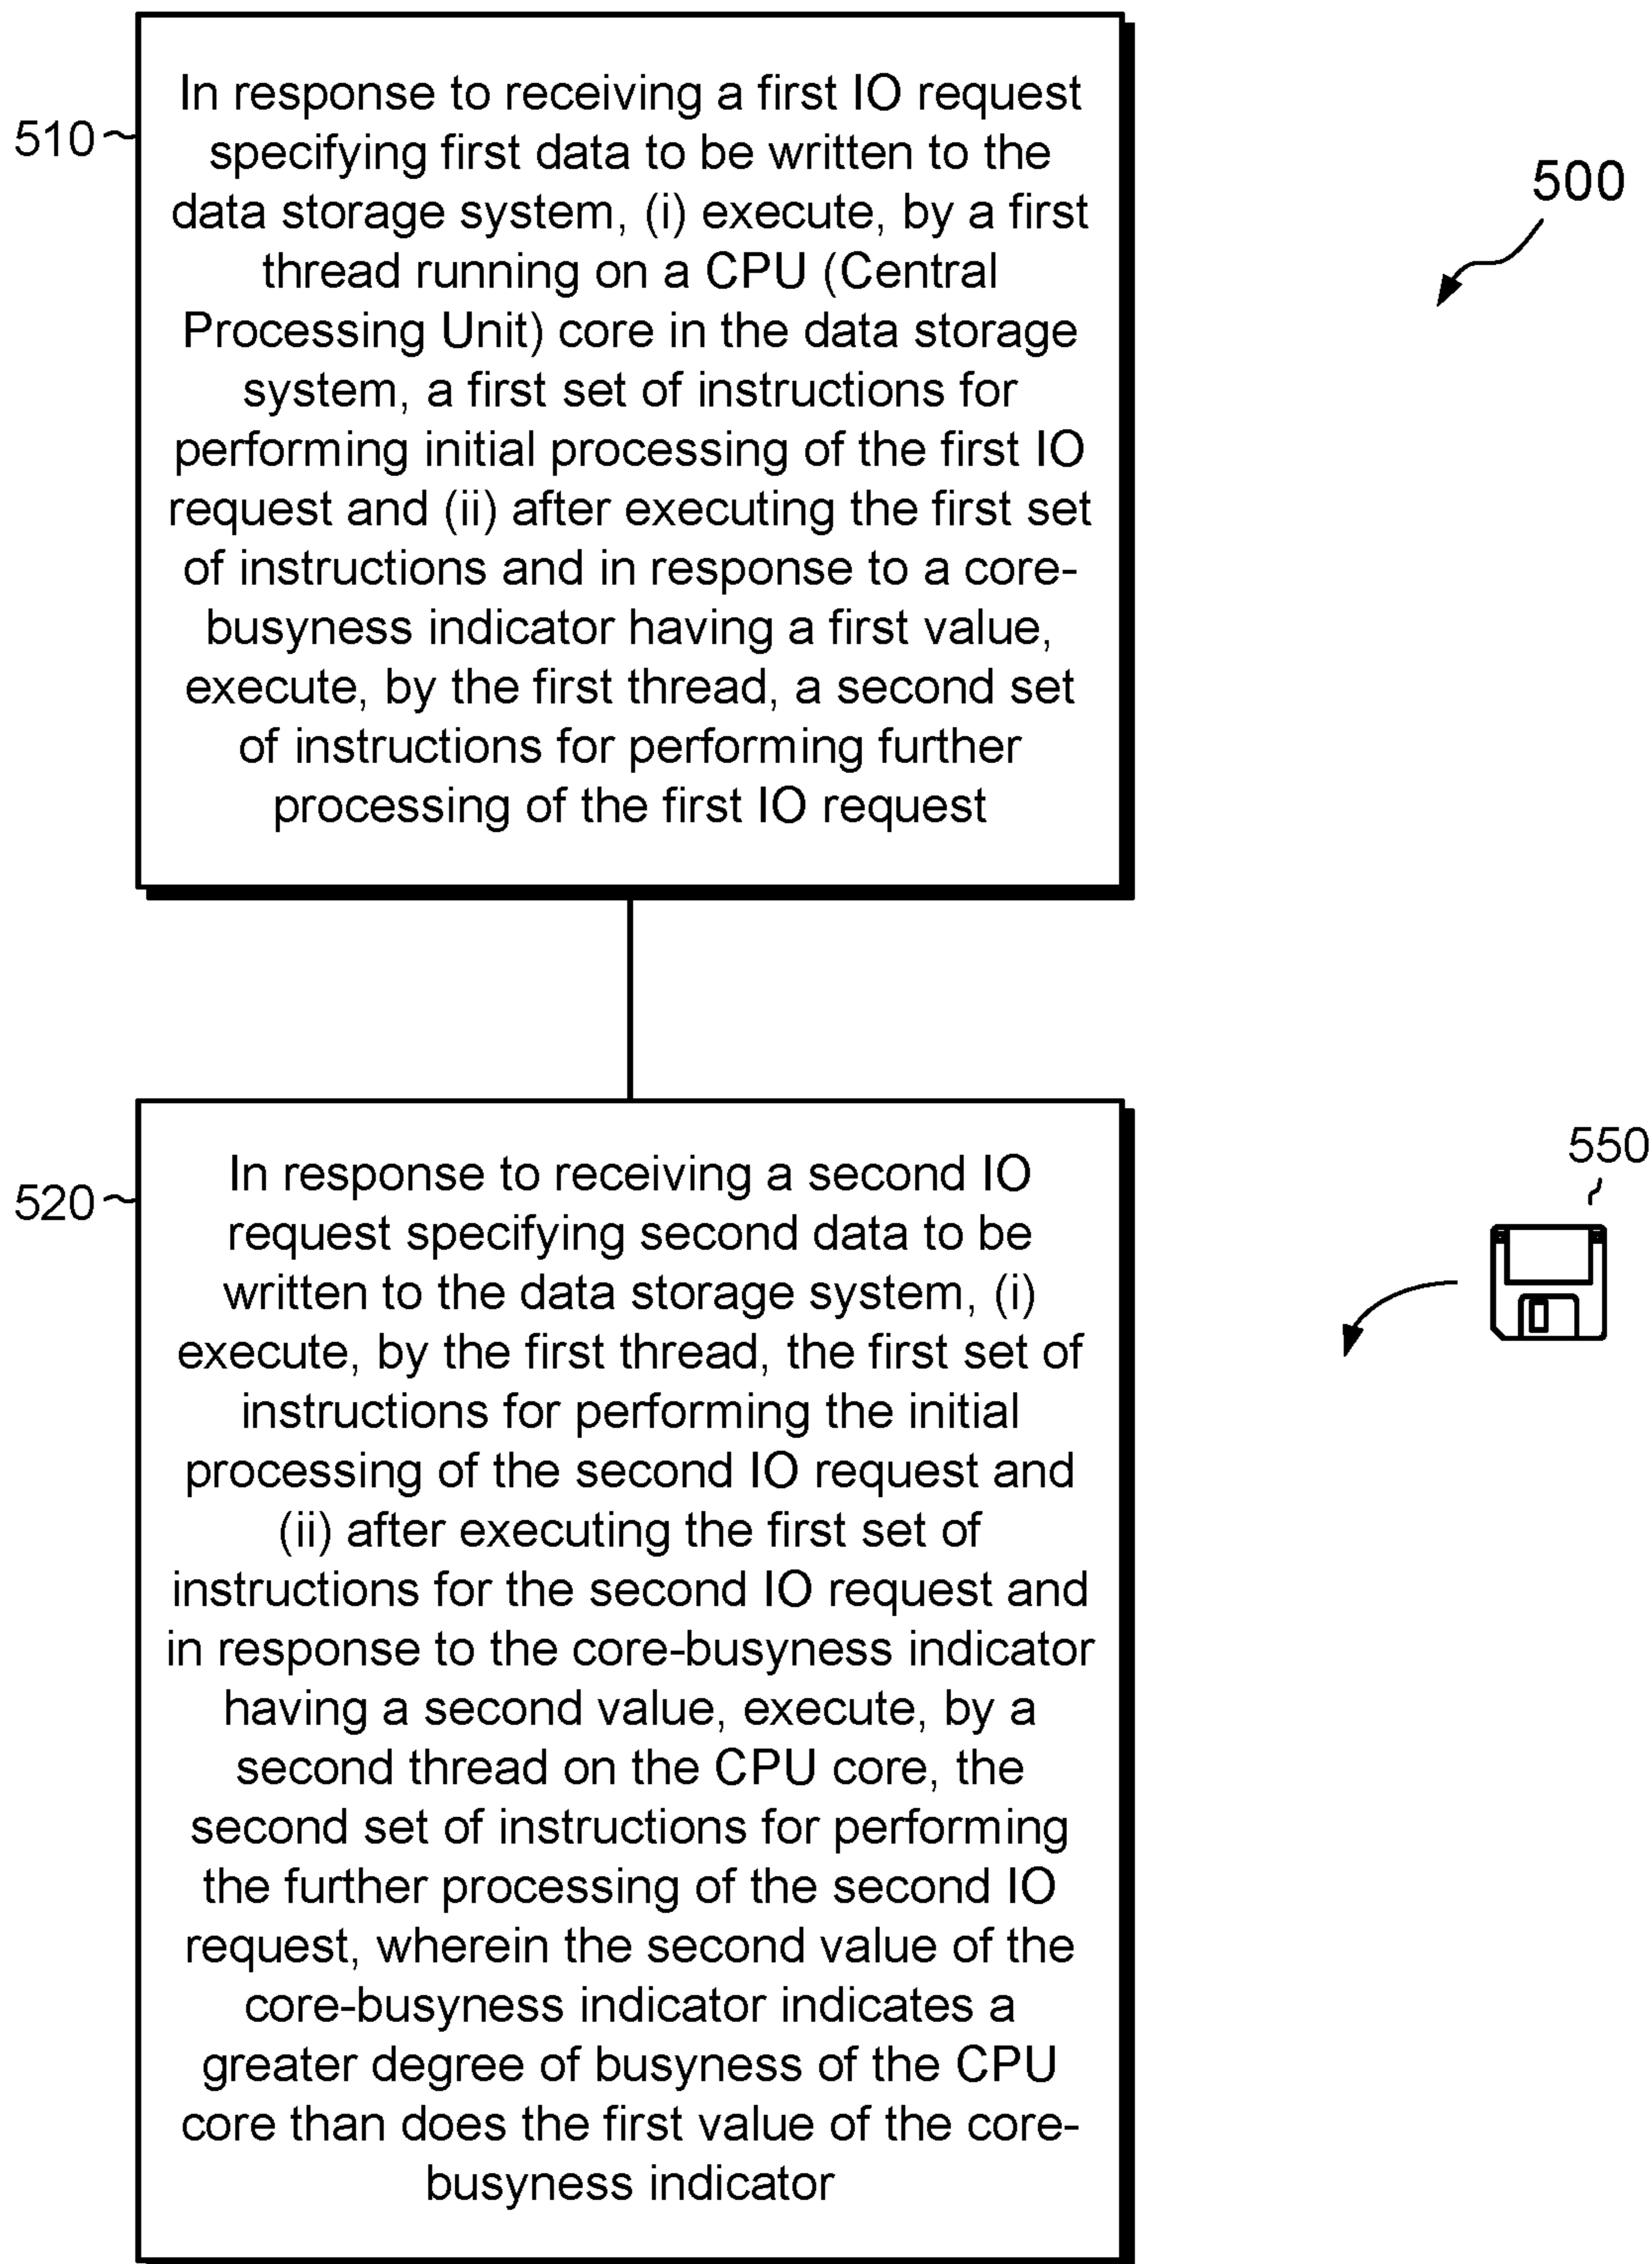 510
In response to receiving a first IO request
specifying first data to be written to the
data storage system, (i) execute, by a first
thread running on a CPU (Central
Processing Unit) core in the data storage
system, a first set of instructions for
performing initial processing of the first IO
request and (ii) after executing the first set
of instructions and in response to a core-
busyness indicator having a first value,
execute, by the first thread, a second set
of instructions for performing further
processing of the first IO request
500
520
In response to receiving a second IO
request specifying second data to be
written to the data storage system, (i)
execute, by the first thread, the first set of
instructions for performing the initial
processing of the second IO request and
(ii) after executing the first set of
instructions for the second IO request and
in response to the core-busyness indicator
having a second value, execute, by a
second thread on the CPU core, the
second set of instructions for performing
the further processing of the second IO
request, wherein the second value of the
core-busyness indicator indicates a
greater degree of busyness of the CPU
core than does the first value of the core-
busyness indicator
550